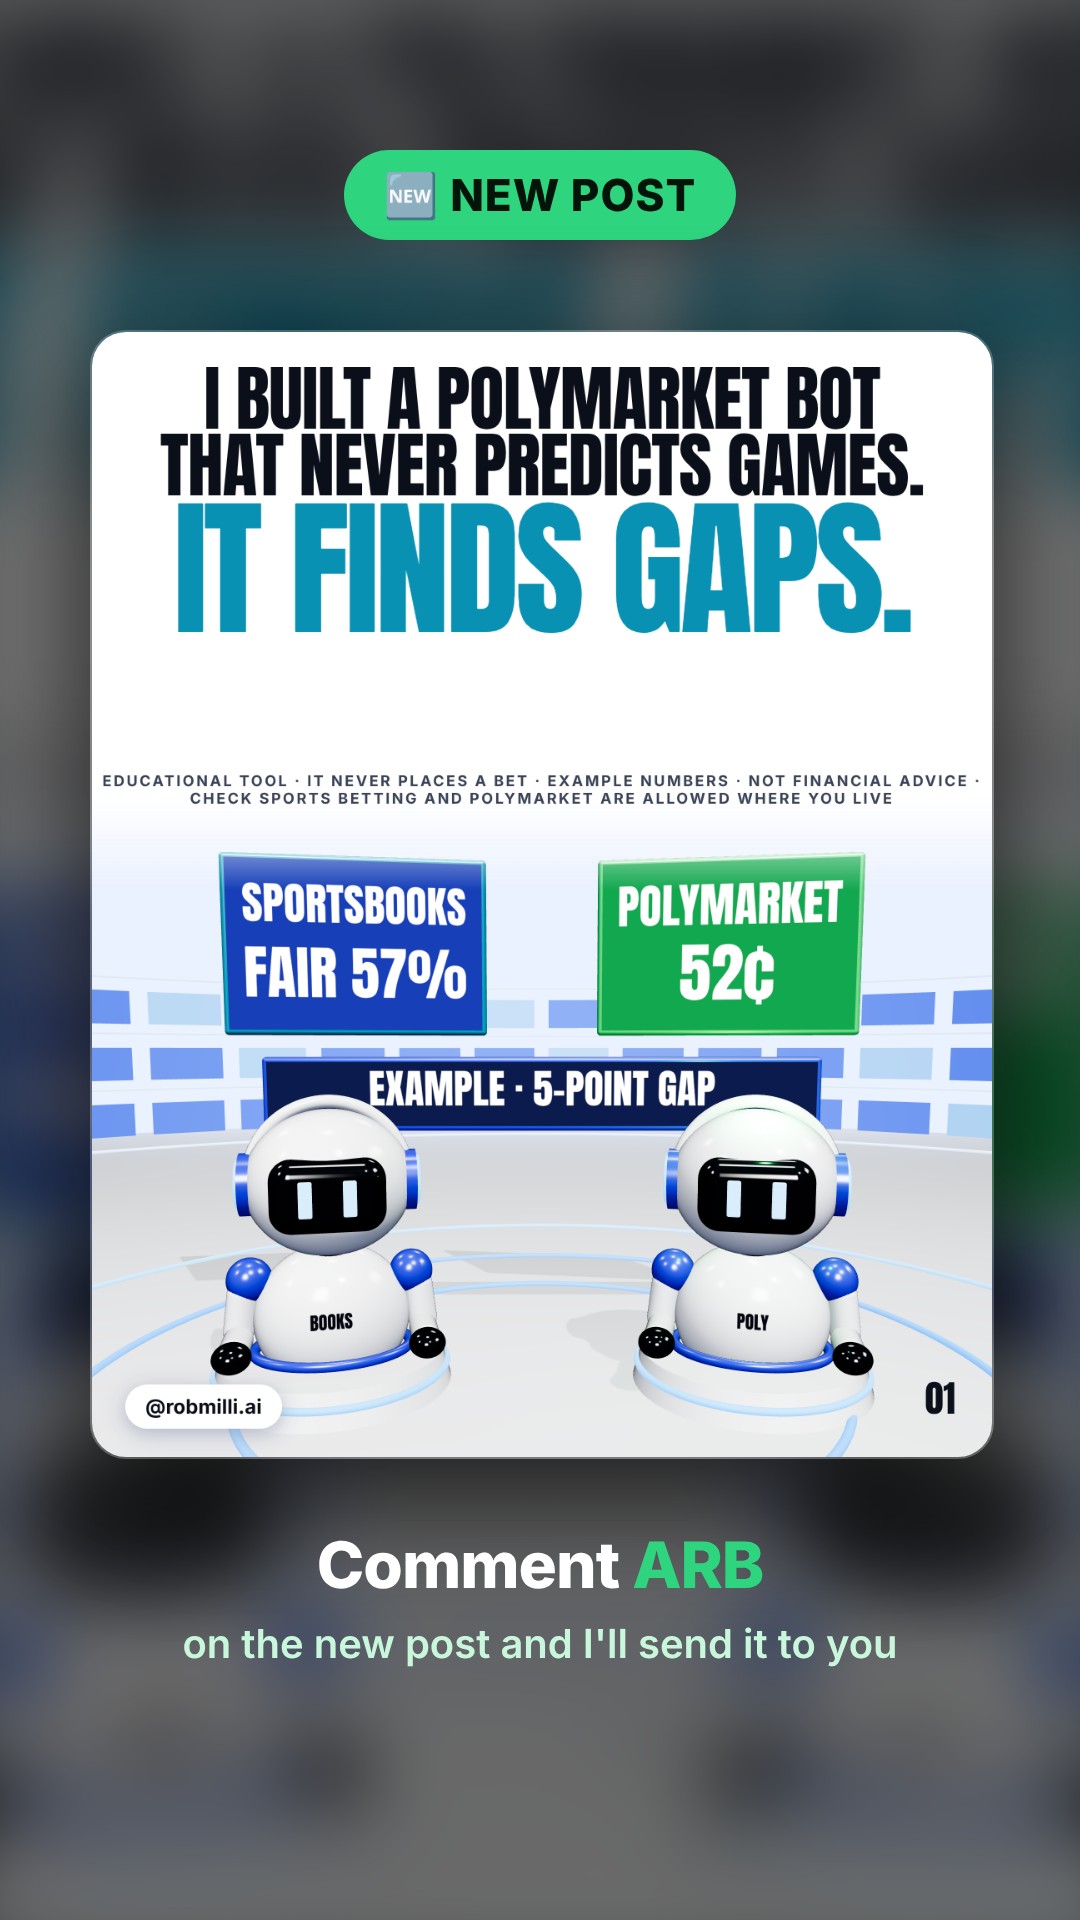 🆕 NEW POST
I BUILT A POLYMARKET BOT
THAT NEVER PREDICTS GAMES.
IT FINDS GAPS.
EDUCATIONAL TOOL · IT NEVER PLACES A BET · EXAMPLE NUMBERS · NOT FINANCIAL ADVICE ·
CHECK SPORTS BETTING AND POLYMARKET ARE ALLOWED WHERE YOU LIVE
SPORTSBOOKS
FAIR 57%
POLYMARKET
52¢
EXAMPLE · 5-POINT GAP
BOOKS
POLY
@robmilli.ai
01
Comment ARB
on the new post and I'll send it to you